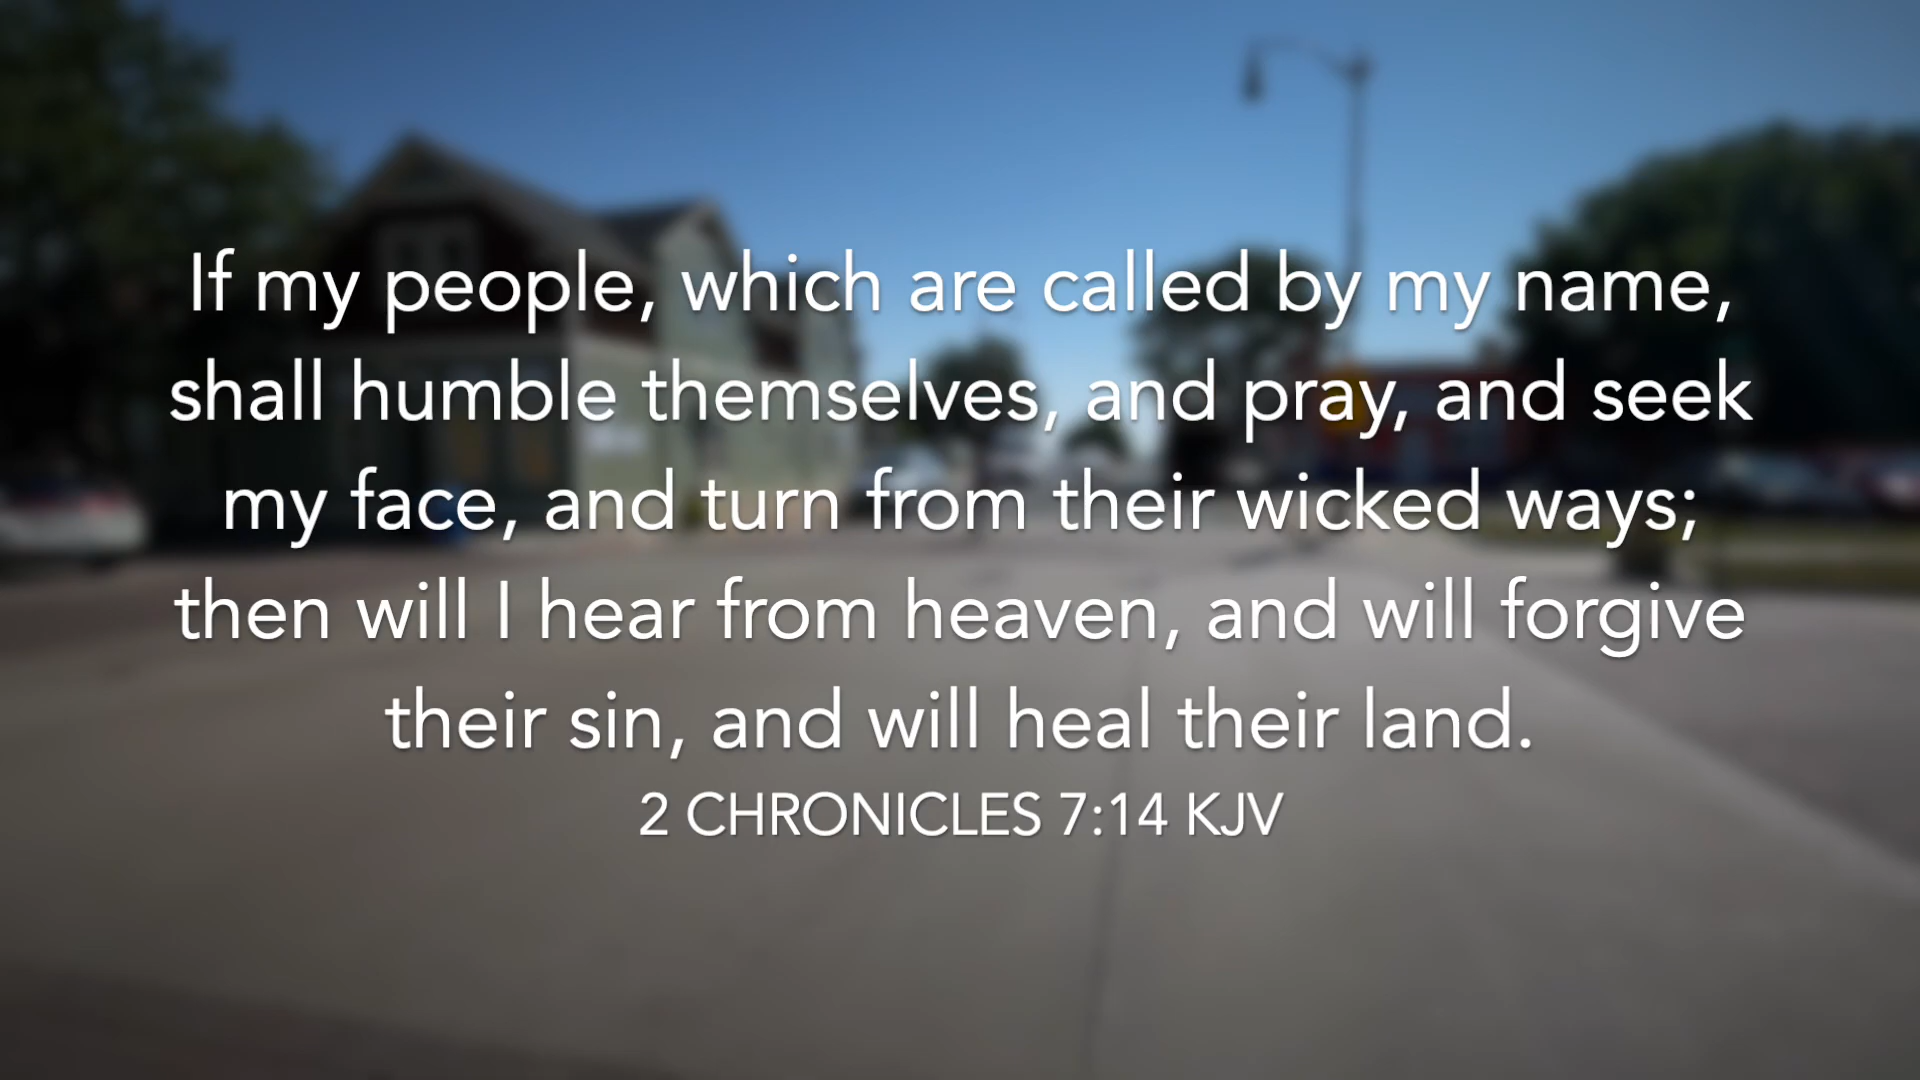 If my people, which are called by my name,
shall humble themselves, and pray, and seek
my face, and turn from their wicked ways;
then will I hear from heaven, and will forgive
their sin, and will heal their land.
2 CHRONICLES 7:14 KJV